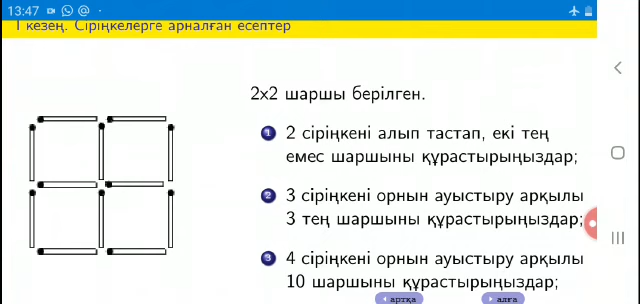 13:47
1 кезең. Сіріңкелерге арналған есептер
2x2 шаршы берілген.
1 2 сіріңкені алып тастап, екі тең
емес шаршыны құрастырыңыздар;
2 3 сіріңкені орнын ауыстыру арқылы
3 тең шаршыны құрастырыңыздар;
3 4 сіріңкені орнын ауыстыру арқылы
10 шаршыны құрастырыңыздар;
артқа
алға